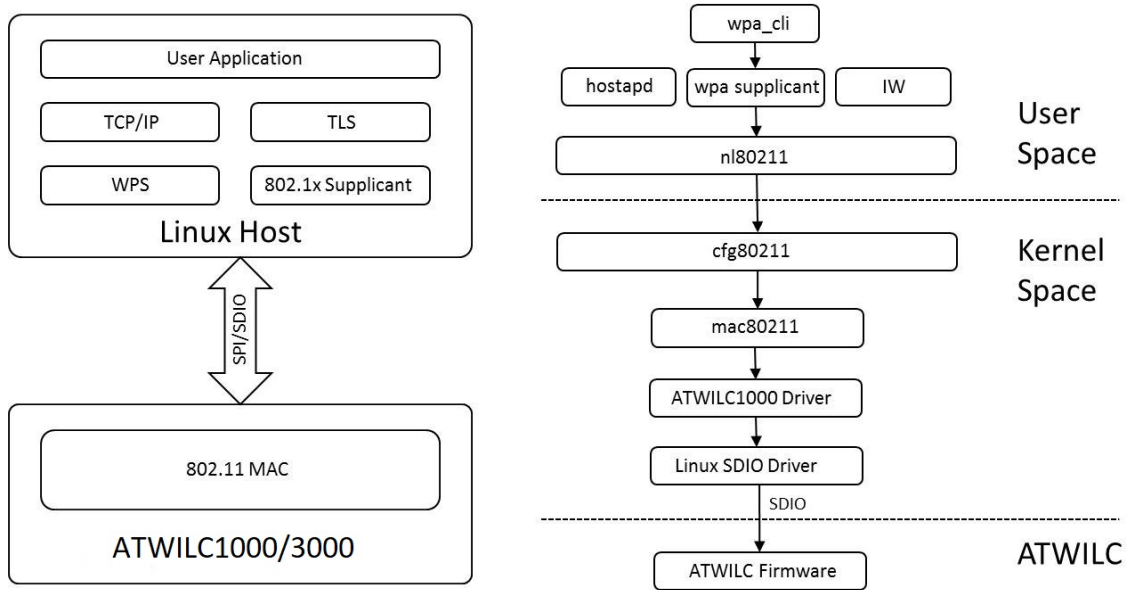 User Application
TCP/IP
TLS
WPS
802.1x Supplicant
Linux Host
SPI/SDIO
802.11 MAC
ATWILC1000/3000
wpa_cli
hostapd
wpa supplicant
IW
nl80211
User
Space
cfg80211
Kernel
Space
mac80211
ATWILC1000 Driver
Linux SDIO Driver
SDIO
ATWILC
ATWILC Firmware